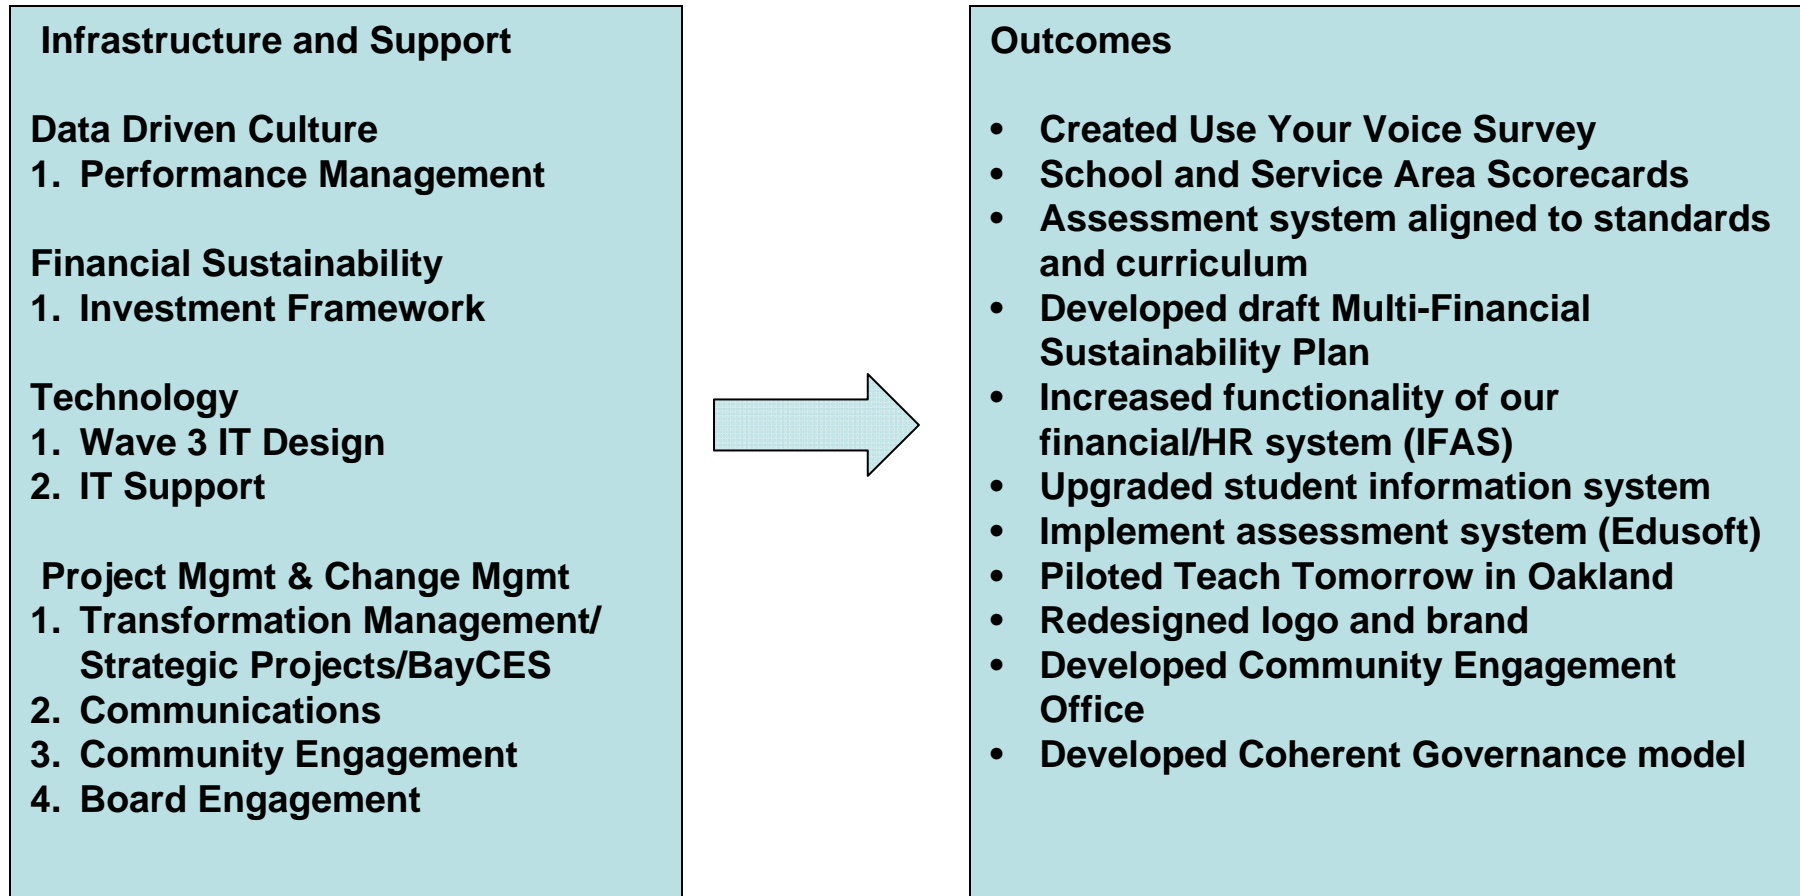 Infrastructure and Support
Data Driven Culture
1. Performance Management
Financial Sustainability
1. Investment Framework
Technology
1. Wave 3 IT Design
2. IT Support
Project Mgmt & Change Mgmt
1. Transformation Management/
Strategic Projects/BayCES
2. Communications
3. Community Engagement
4. Board Engagement
Outcomes
• Created Use Your Voice Survey
• School and Service Area Scorecards
• Assessment system aligned to standards
and curriculum
• Developed draft Multi-Financial
Sustainability Plan
• Increased functionality of our
financial/HR system (IFAS)
• Upgraded student information system
• Implement assessment system (Edusoft)
• Piloted Teach Tomorrow in Oakland
• Redesigned logo and brand
• Developed Community Engagement
Office
• Developed Coherent Governance model